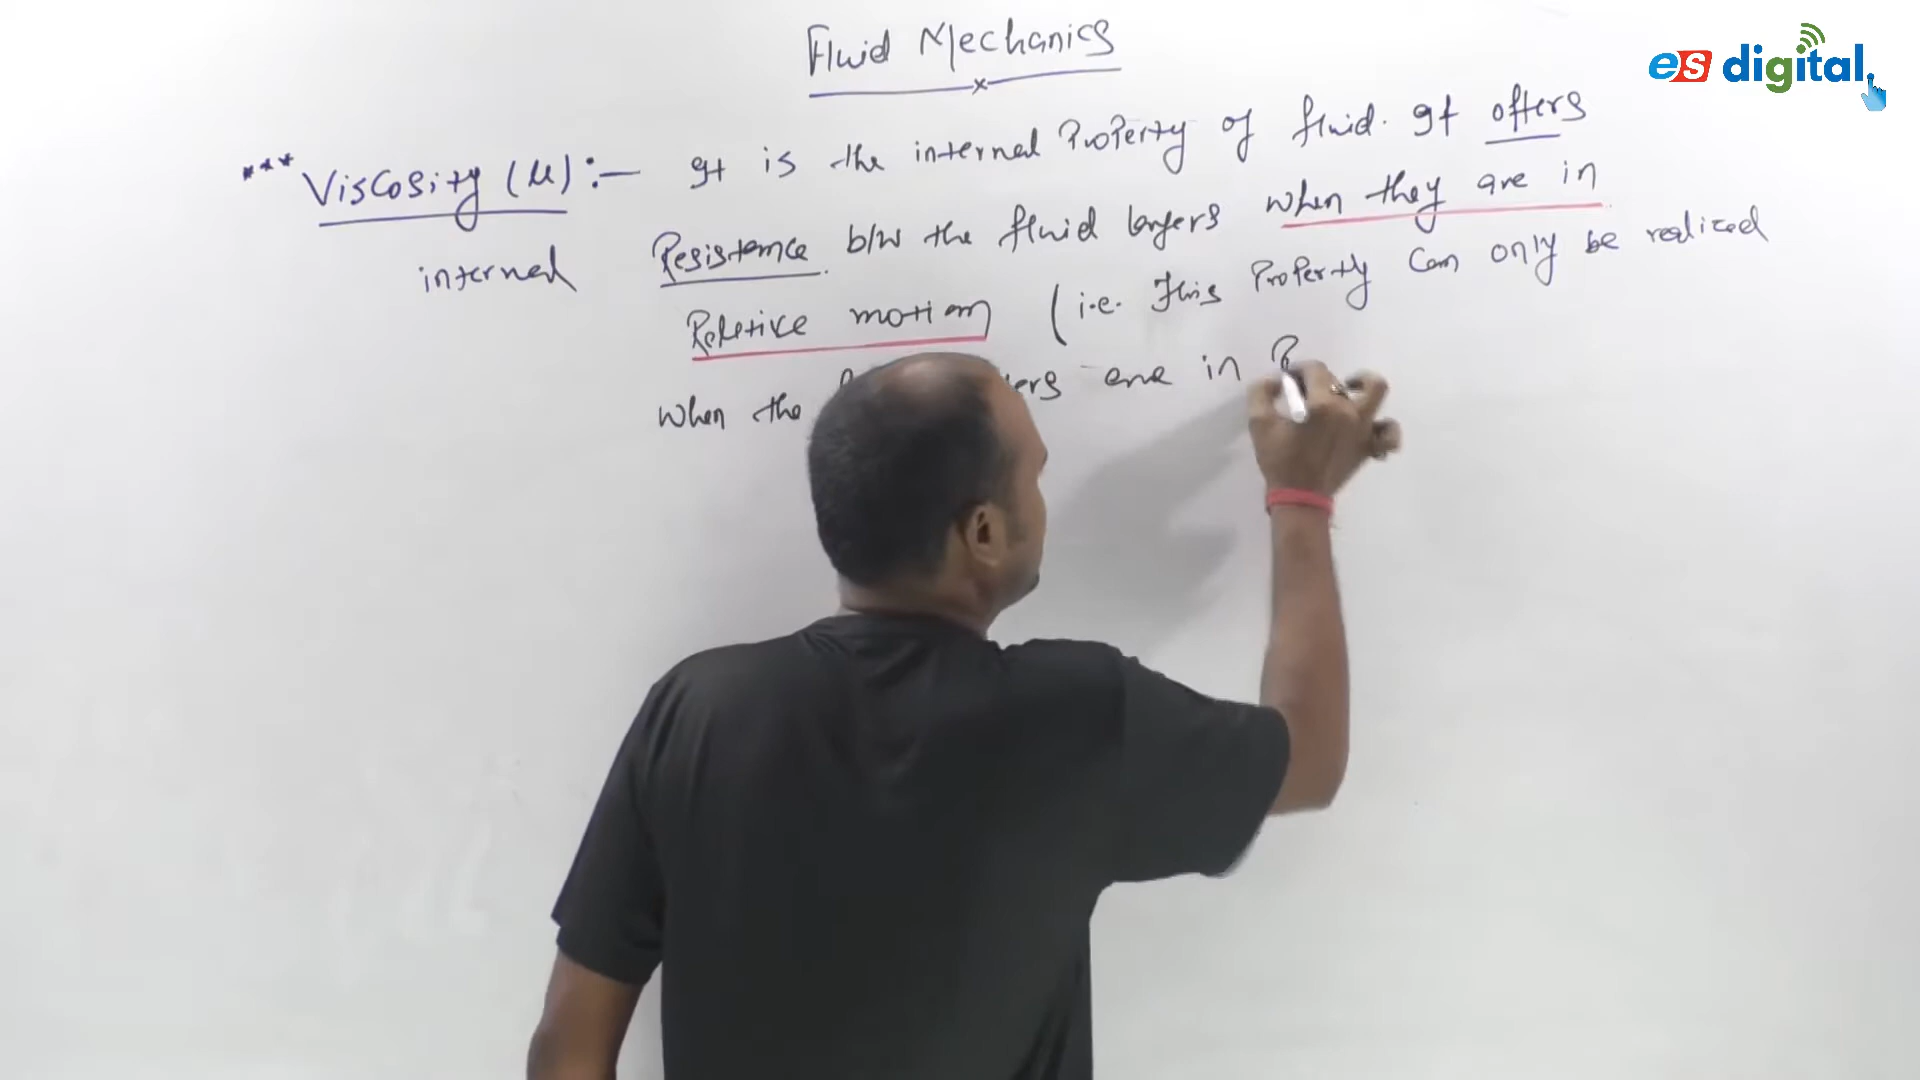 es digital
Fluid Mechanics
*** Viscosity (μ) :- It is the internal Property of fluid. It offers
internal Resistance b/w the fluid layers when they are in
Relative motion (i.e. This Property Can only be realized
when the are in